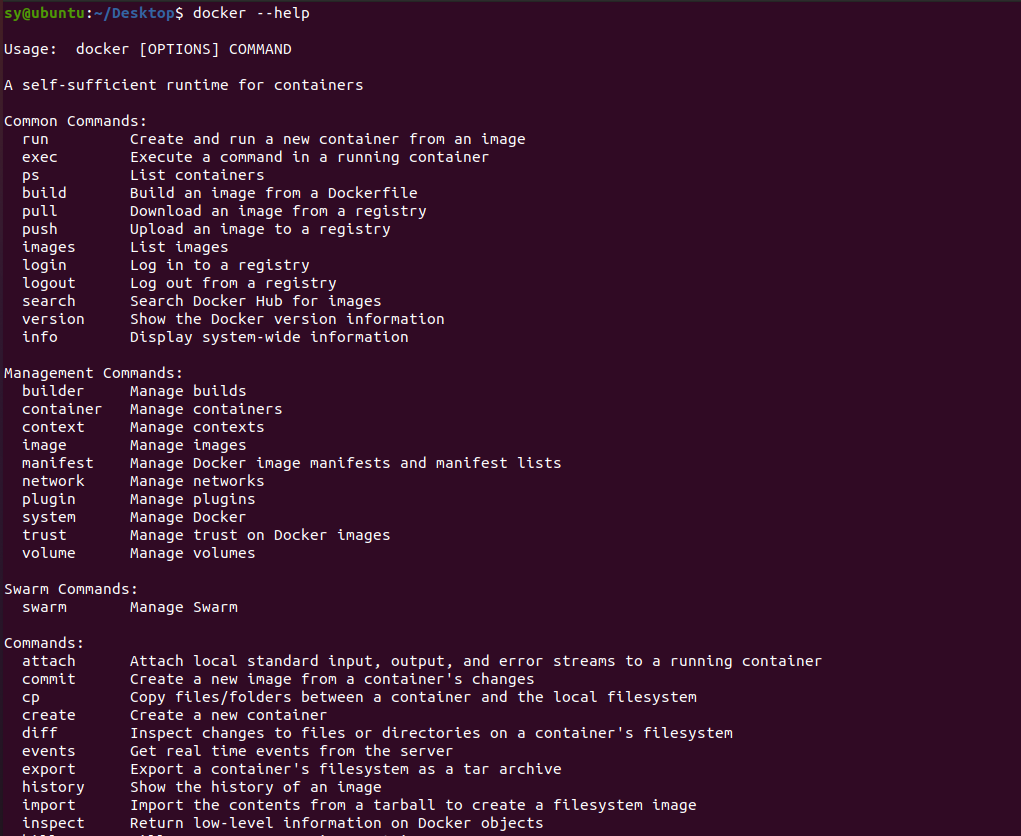 sy@ubuntu:~/Desktop$ docker --help
Usage:  docker [OPTIONS] COMMAND
A self-sufficient runtime for containers
Common Commands:
  run         Create and run a new container from an image
  exec        Execute a command in a running container
  ps          List containers
  build       Build an image from a Dockerfile
  pull        Download an image from a registry
  push        Upload an image to a registry
  images      List images
  login       Log in to a registry
  logout      Log out from a registry
  search      Search Docker Hub for images
  version     Show the Docker version information
  info        Display system-wide information
Management Commands:
  builder     Manage builds
  container   Manage containers
  context     Manage contexts
  image       Manage images
  manifest    Manage Docker image manifests and manifest lists
  network     Manage networks
  plugin      Manage plugins
  system      Manage Docker
  trust       Manage trust on Docker images
  volume      Manage volumes
Swarm Commands:
  swarm       Manage Swarm
Commands:
  attach      Attach local standard input, output, and error streams to a running container
  commit      Create a new image from a container's changes
  cp          Copy files/folders between a container and the local filesystem
  create      Create a new container
  diff        Inspect changes to files or directories on a container's filesystem
  events      Get real time events from the server
  export      Export a container's filesystem as a tar archive
  history     Show the history of an image
  import      Import the contents from a tarball to create a filesystem image
  inspect     Return low-level information on Docker objects